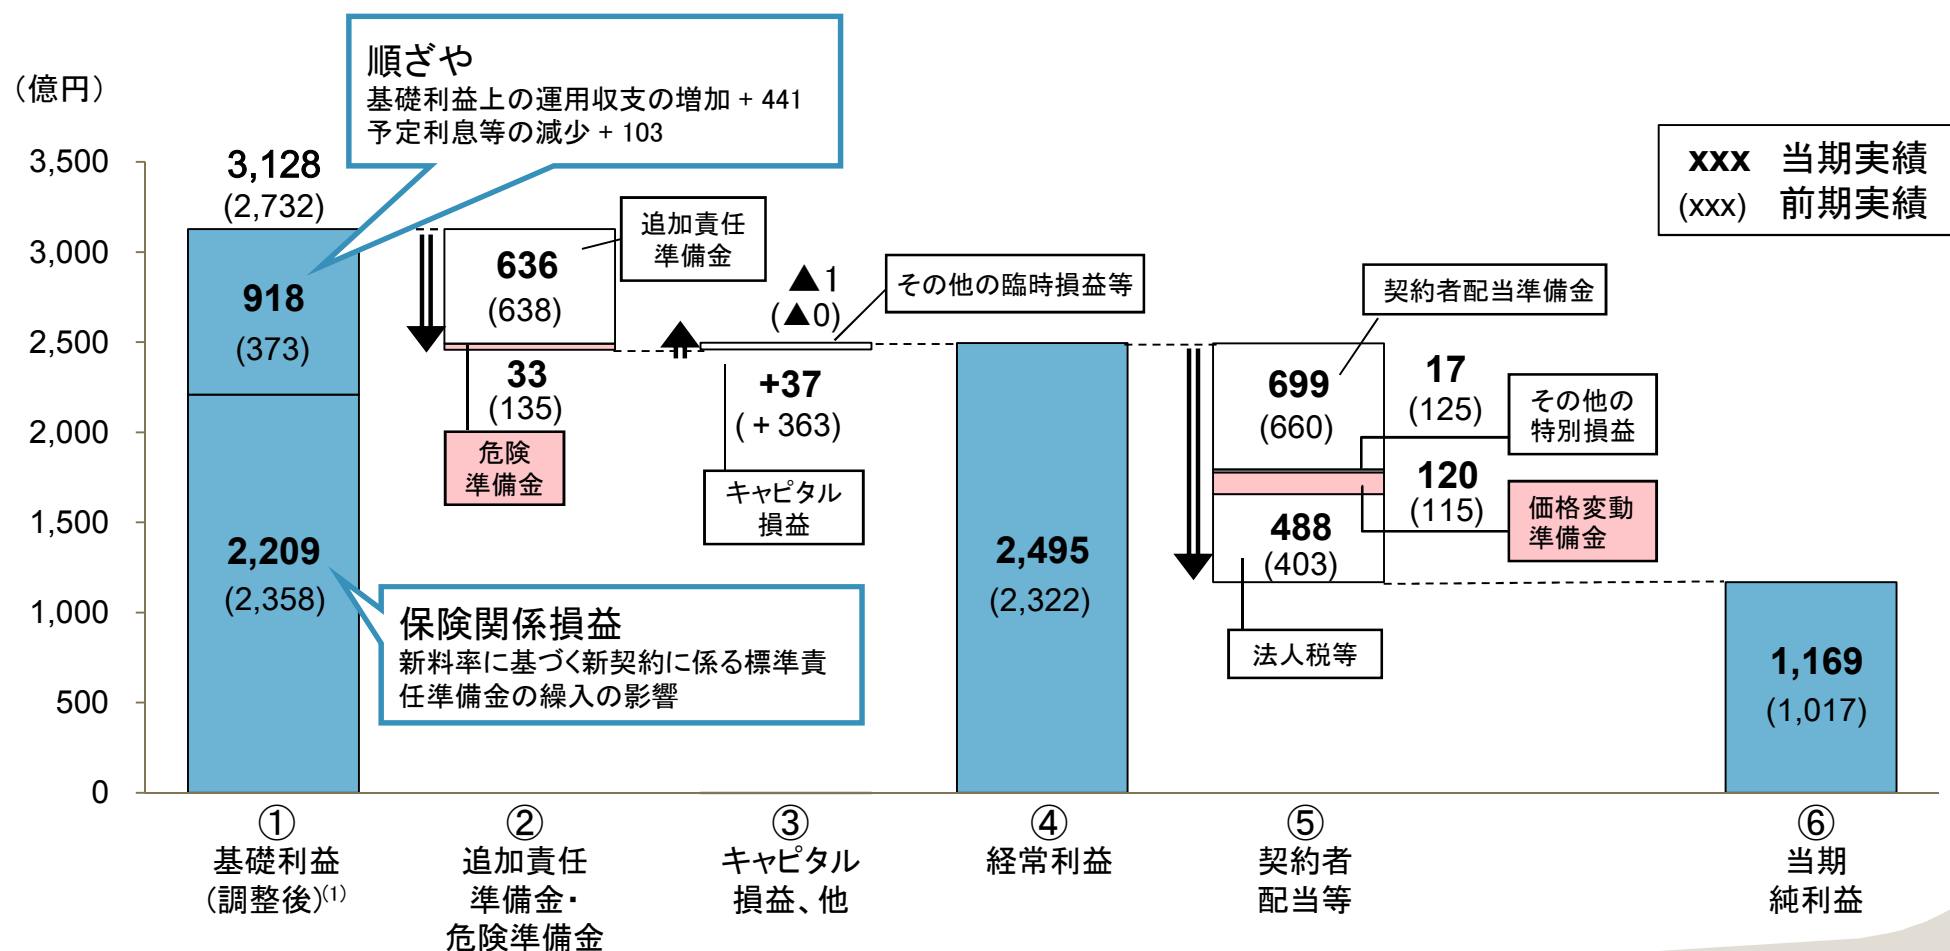 （億円）
順ざや
基礎利益上の運用収支の増加 + 441
予定利息等の減少 + 103
xxx 当期実績
(xxx) 前期実績
3,500
3,000
2,500
2,000
1,500
1,000
500
0
3,128
(2,732)
918
(373)
2,209
(2,358)
保険関係損益
新料率に基づく新契約に係る標準責
任準備金の繰入の影響
追加責任
準備金
636
(638)
33
(135)
危険
準備金
▲1
(▲0)
その他の臨時損益等
+37
( + 363)
キャピタル
損益
2,495
(2,322)
契約者配当準備金
699
(660)
17
(125)
その他の
特別損益
120
(115)
価格変動
準備金
488
(403)
法人税等
1,169
(1,017)
①
基礎利益
（調整後）(1)
②
追加責任
準備金・
危険準備金
③
キャピタル
損益、他
④
経常利益
⑤
契約者
配当等
⑥
当期
純利益